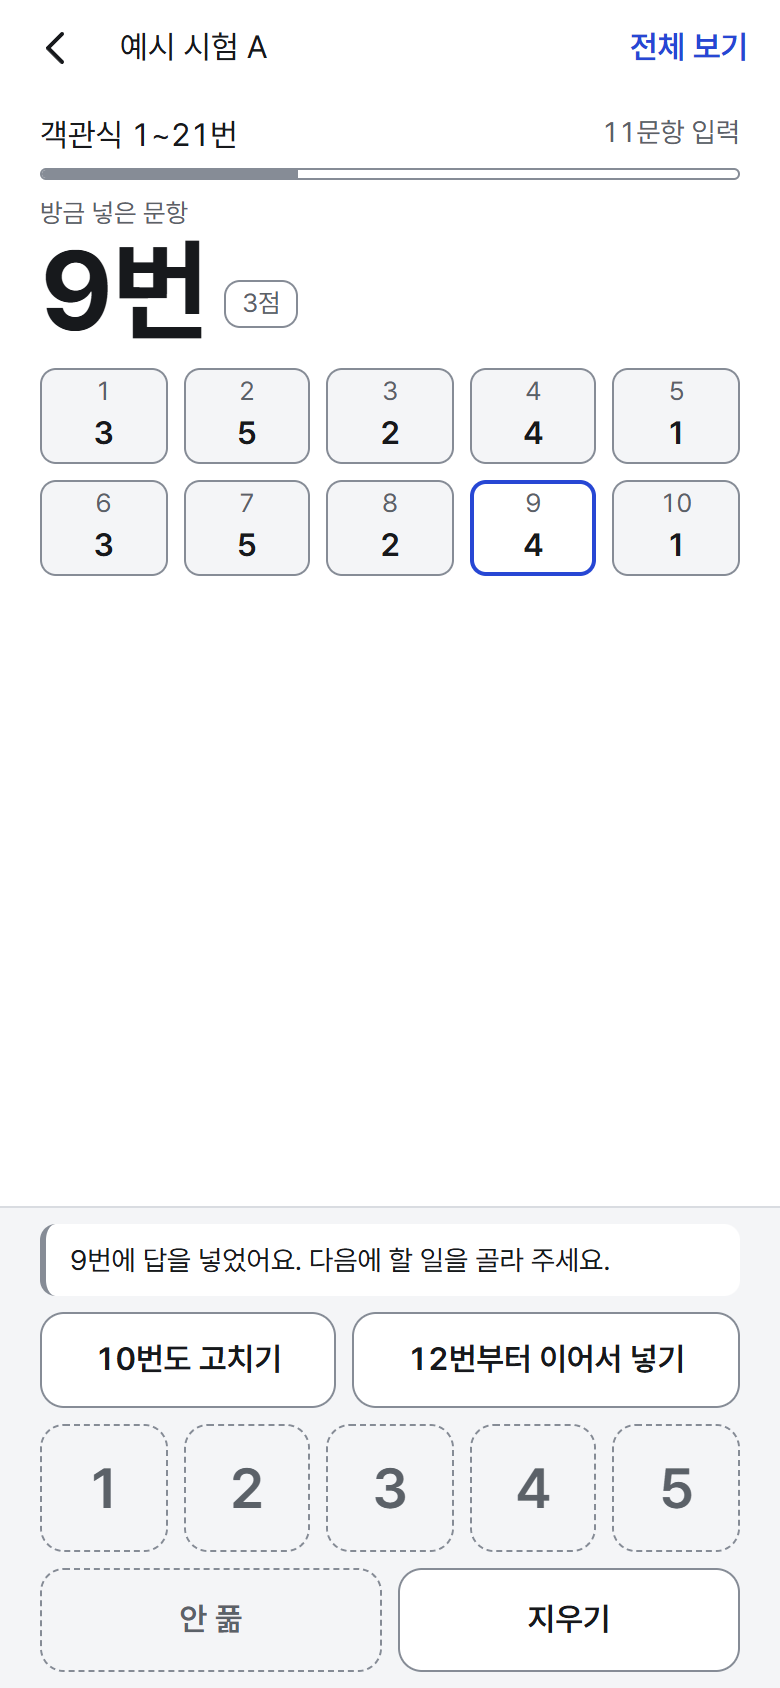 예시 시험 A
전체 보기
객관식 1~21번
11문항 입력
방금 넣은 문항
9번
3점
1 2 3 4 5
3 5 2 4 1
6 7 8 9 10
3 5 2 4 1
9번에 답을 넣었어요. 다음에 할 일을 골라 주세요.
10번도 고치기
12번부터 이어서 넣기
1 2 3 4 5
안 풂
지우기